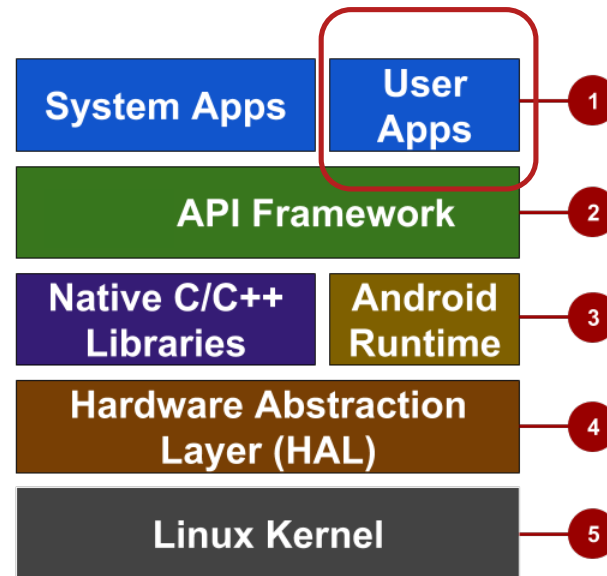 System Apps
User
Apps
1
API Framework
2
Native C/C++
Libraries
Android
Runtime
3
Hardware Abstraction
Layer (HAL)
4
Linux Kernel
5